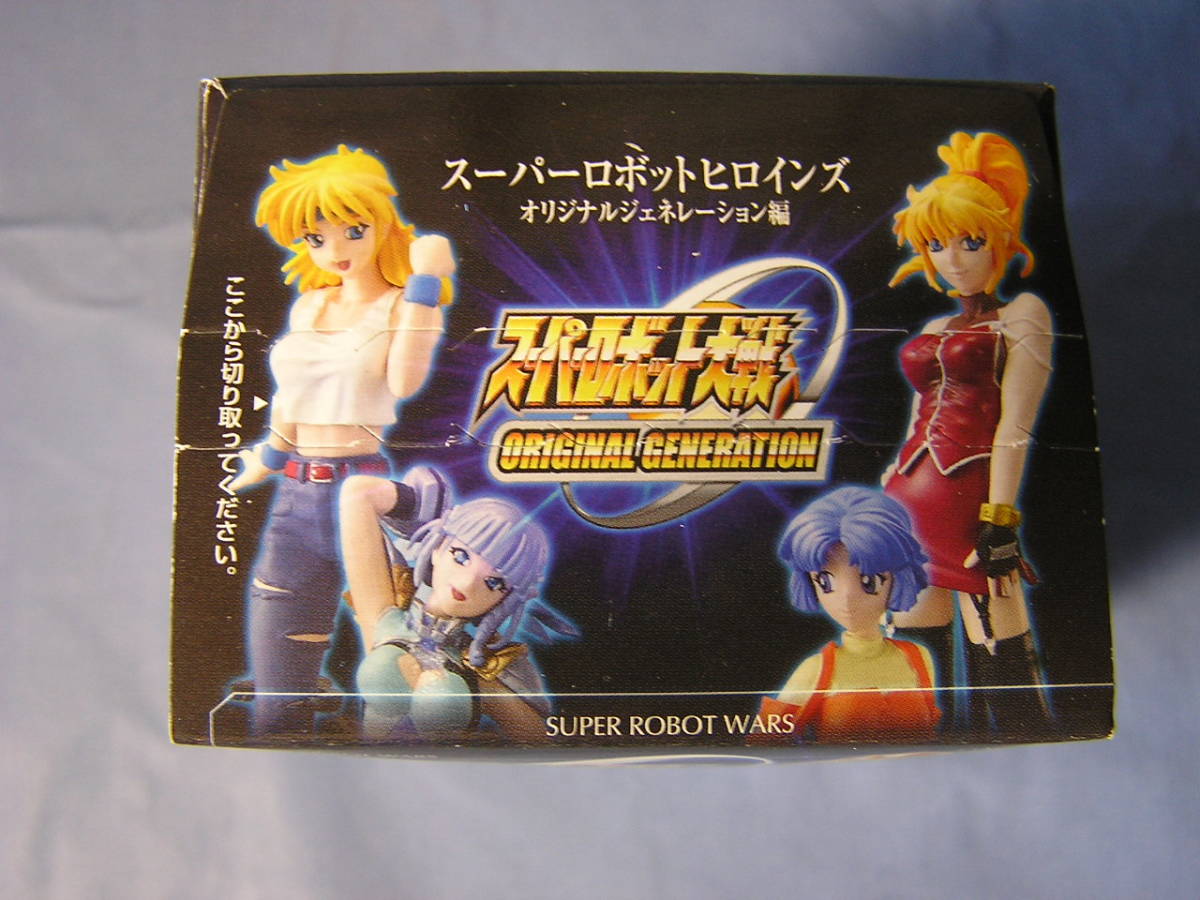 スーパーロボットヒロインズ
オリジナルジェネレーション編
スーパーロボット大戦
ORIGINAL GENERATION
ここから切り取ってください。
SUPER ROBOT WARS